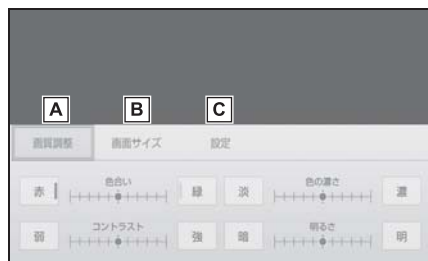 A B C
画質調整 画面サイズ 設定
色合い 色の濃さ
赤 緑 淡 濃
コントラスト 明るさ
弱 強 暗 明